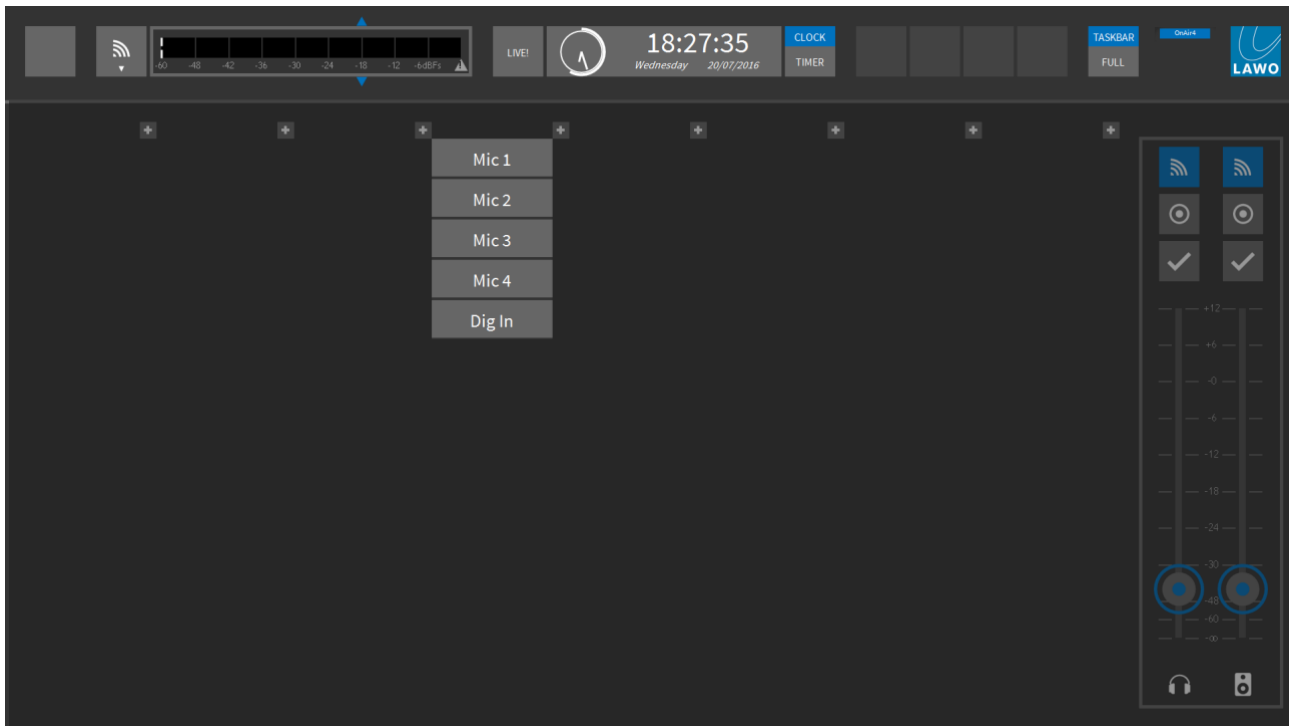 -60 -48 -42 -36 -30 -24 -18 -12 -6dBFs
LIVE!
18:27:35
Wednesday 20/07/2016
CLOCK
TIMER
TASKBAR
FULL
OnAir4
LAWO
+ + + + + + + +
Mic 1
Mic 2
Mic 3
Mic 4
Dig In
+12
+6
-0
-6
-12
-18
-24
-30
-48
-60
-∞